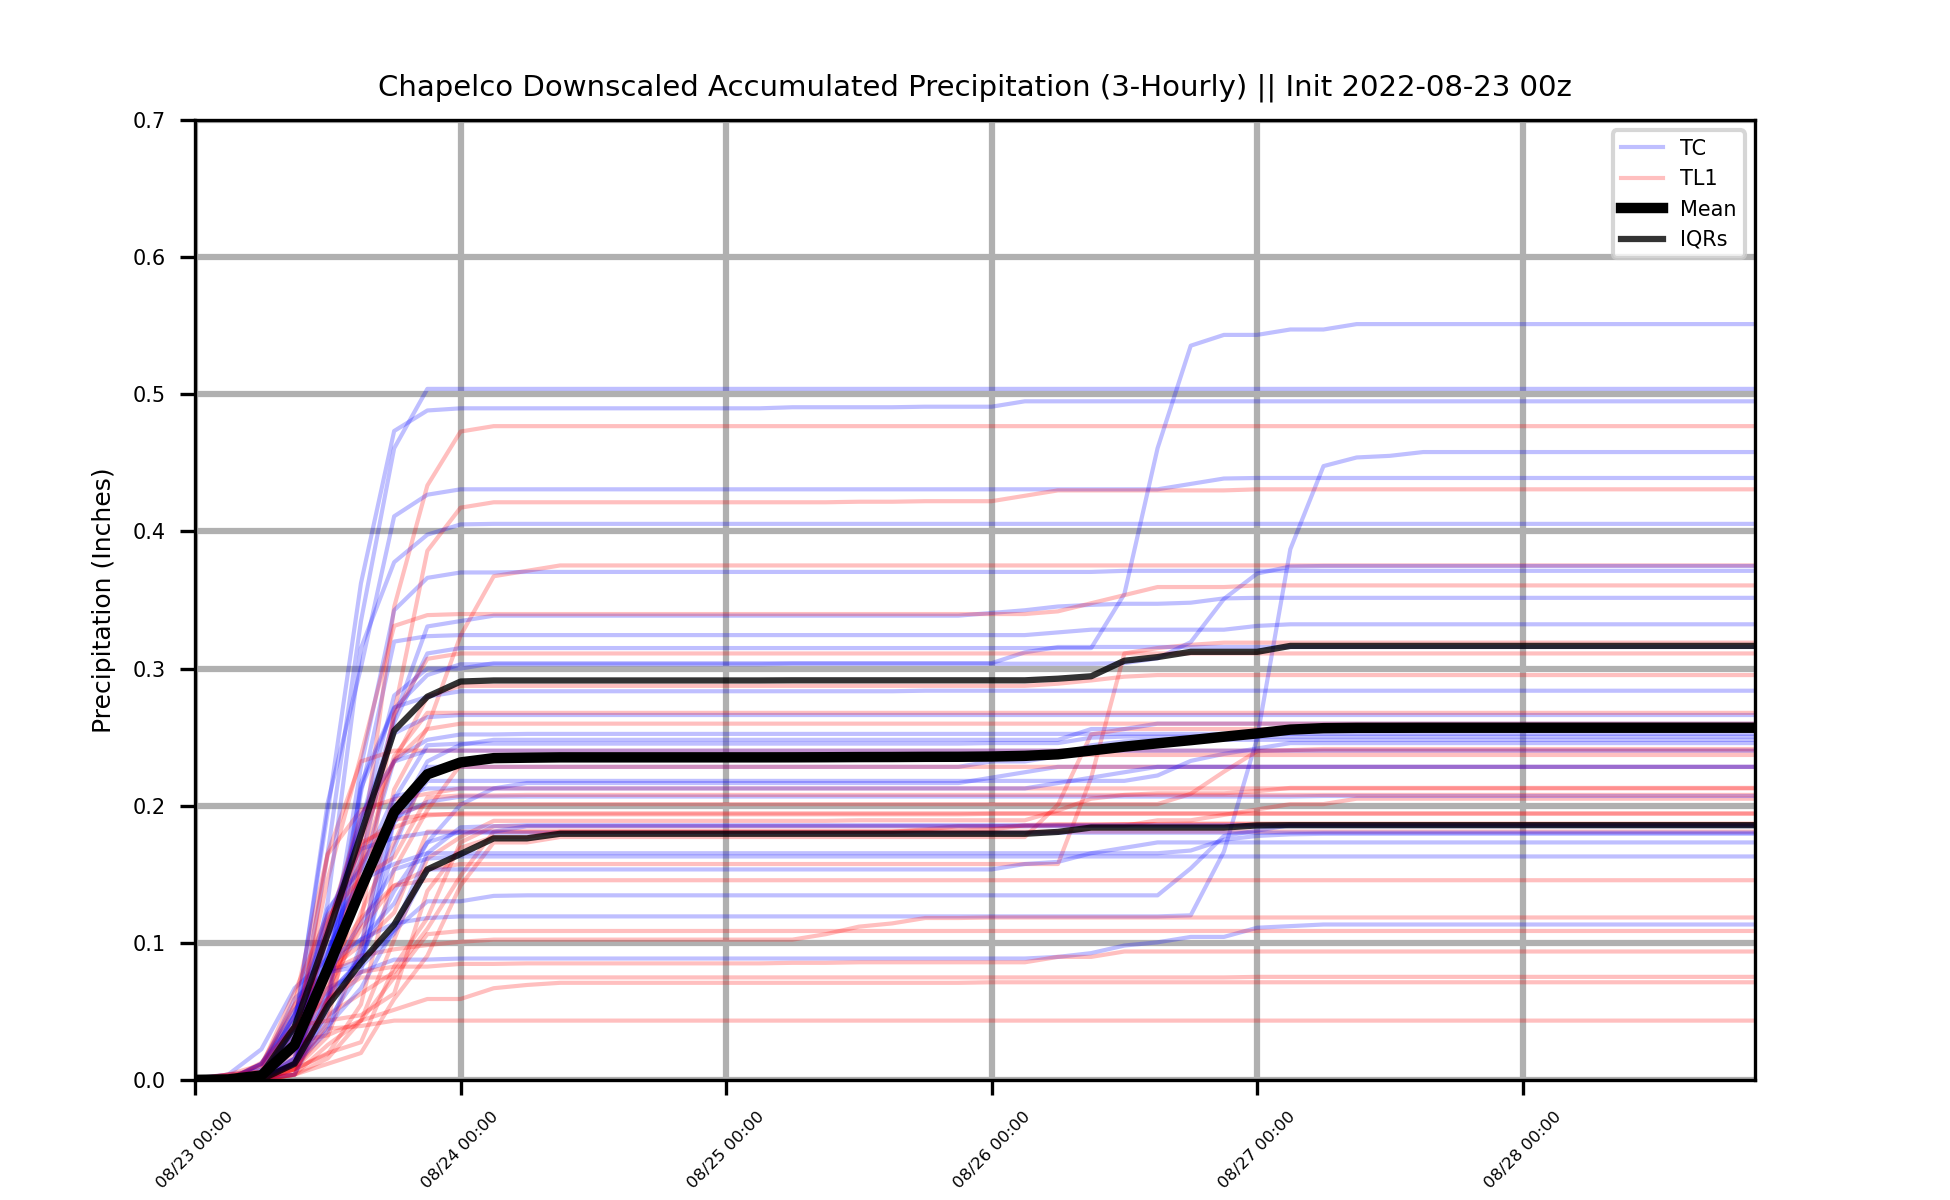 Chapelco Downscaled Accumulated Precipitation (3-Hourly) || Init 2022-08-23 00z
Precipitation (Inches)
0.7
0.6
0.5
0.4
0.3
0.2
0.1
0.0
TC
TL1
Mean
IQRs
08/23 00:00
08/24 00:00
08/25 00:00
08/26 00:00
08/27 00:00
08/28 00:00